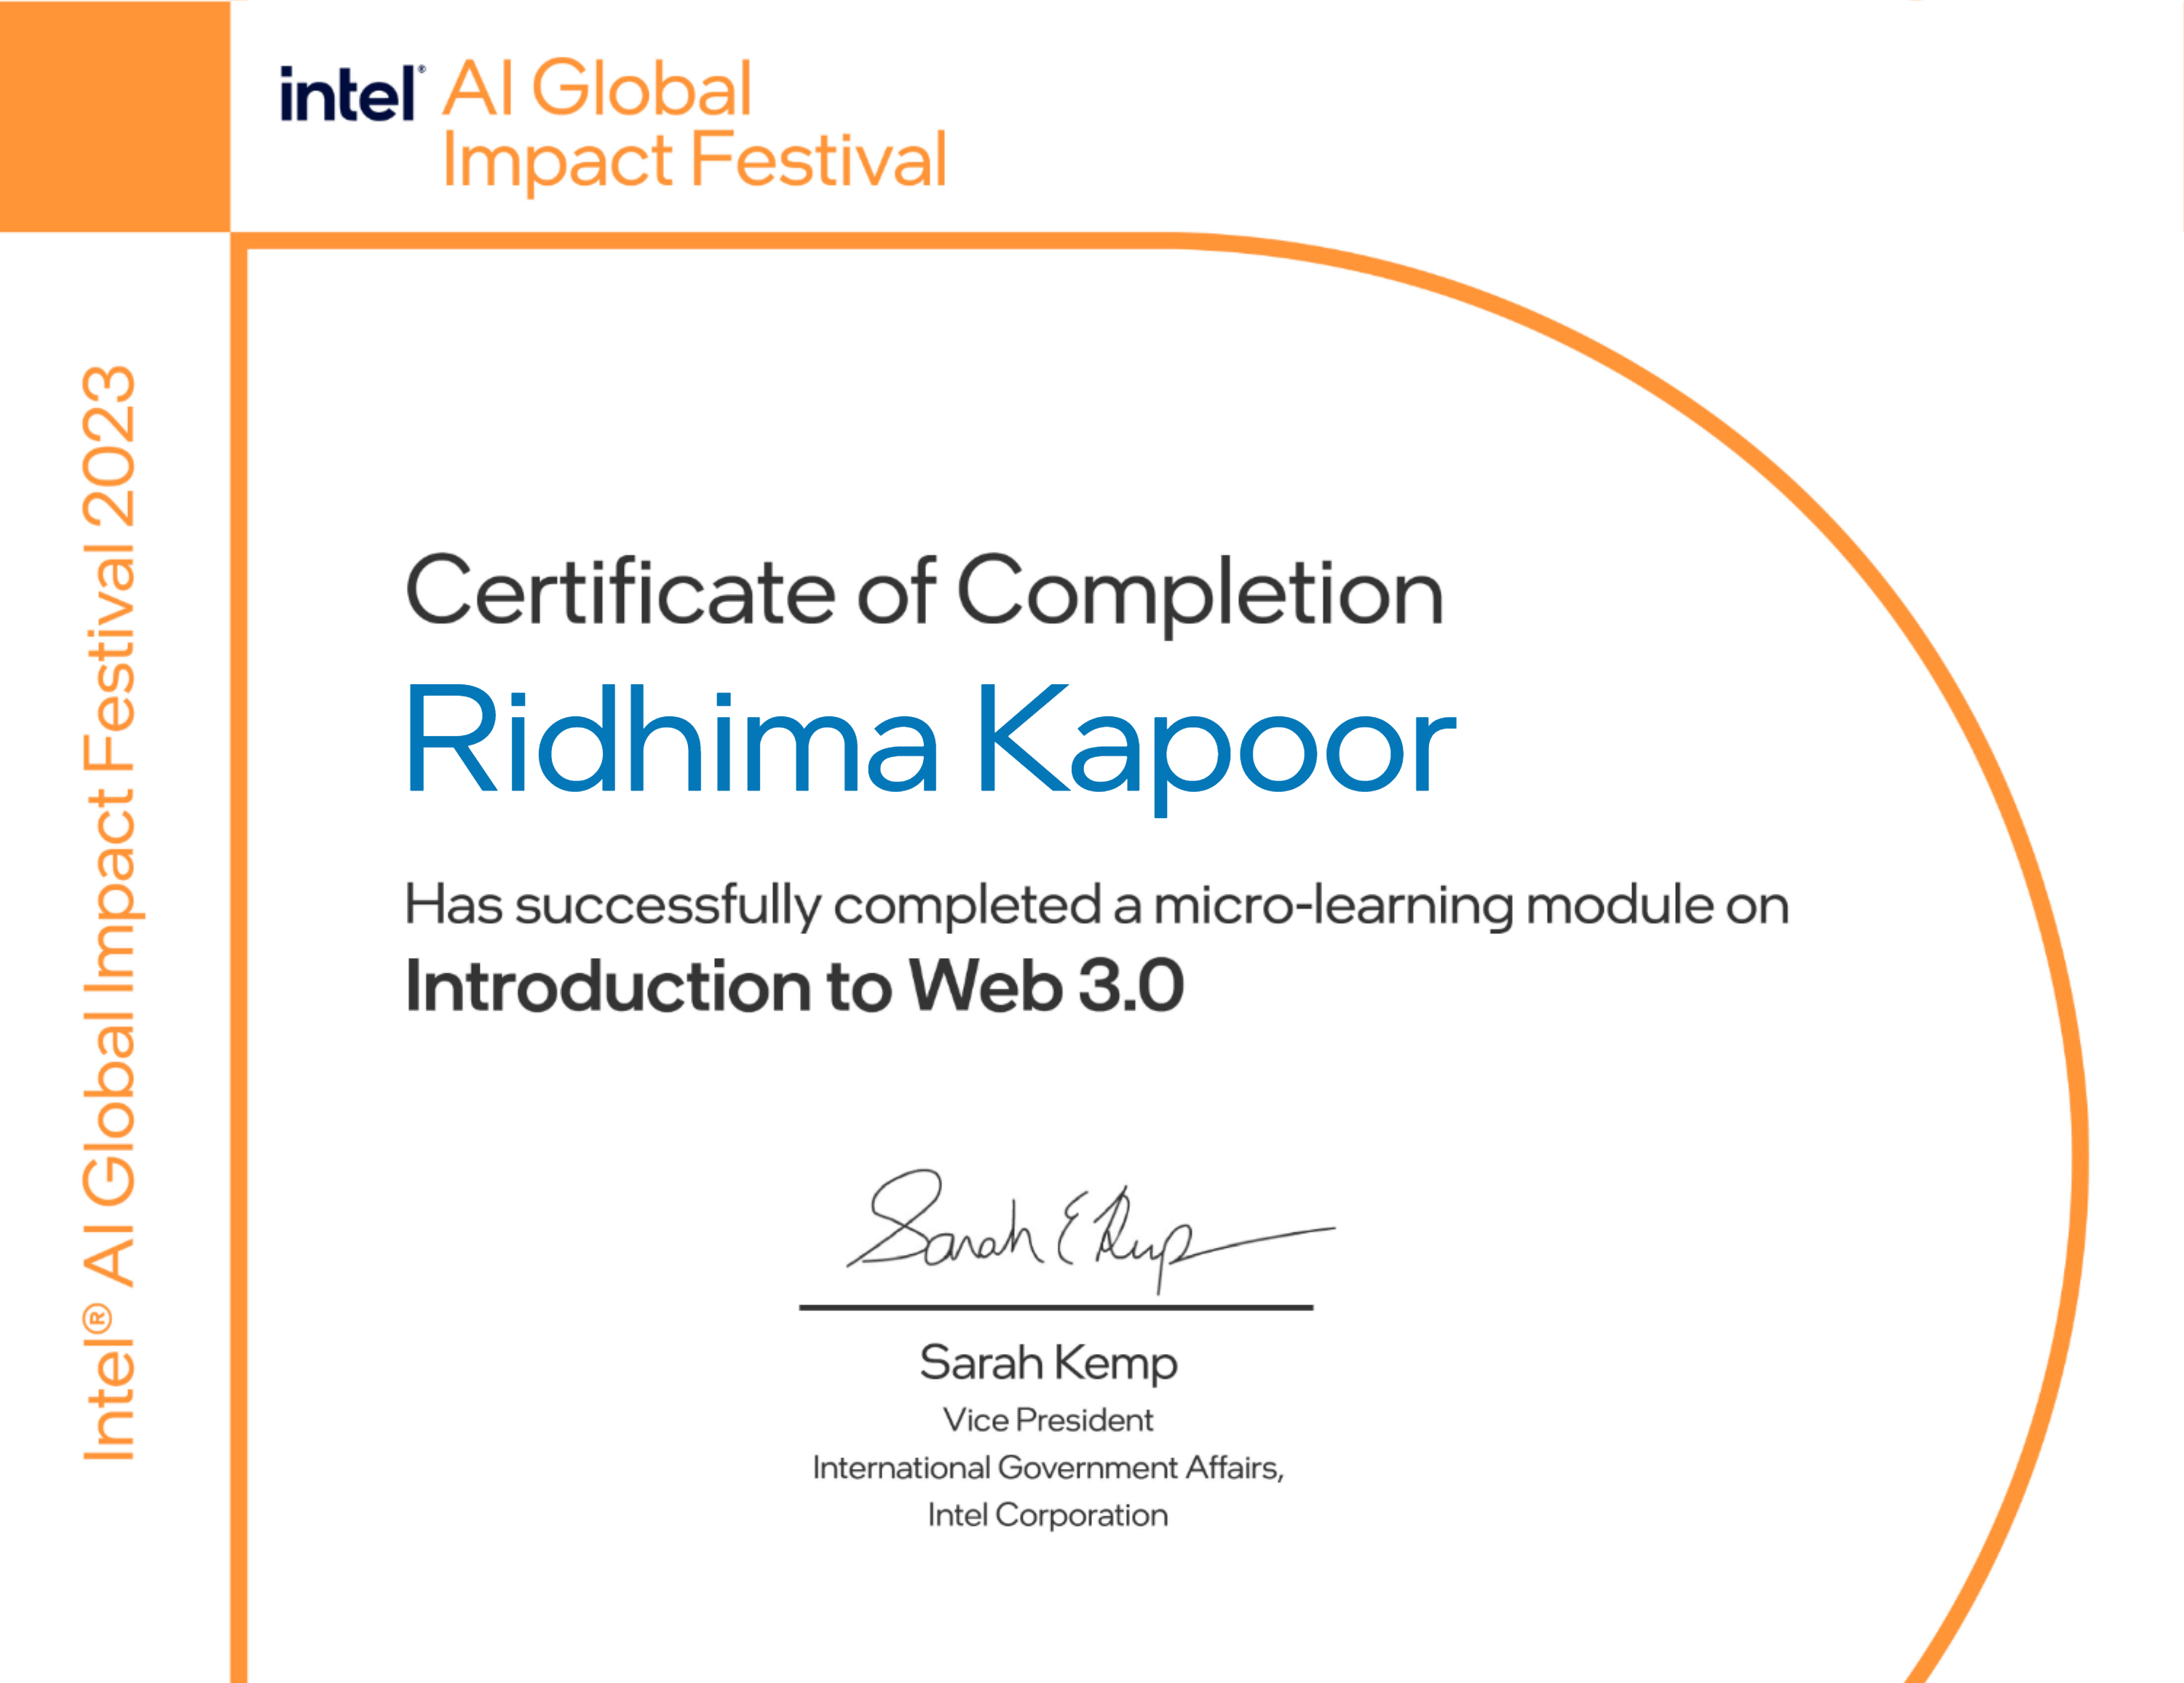 intel® AI Global
Impact Festival
Intel® AI Global Impact Festival 2023
Certificate of Completion
Ridhima Kapoor
Has successfully completed a micro-learning module on
Introduction to Web 3.0
Sarah E Kemp
Sarah Kemp
Vice President
International Government Affairs,
Intel Corporation